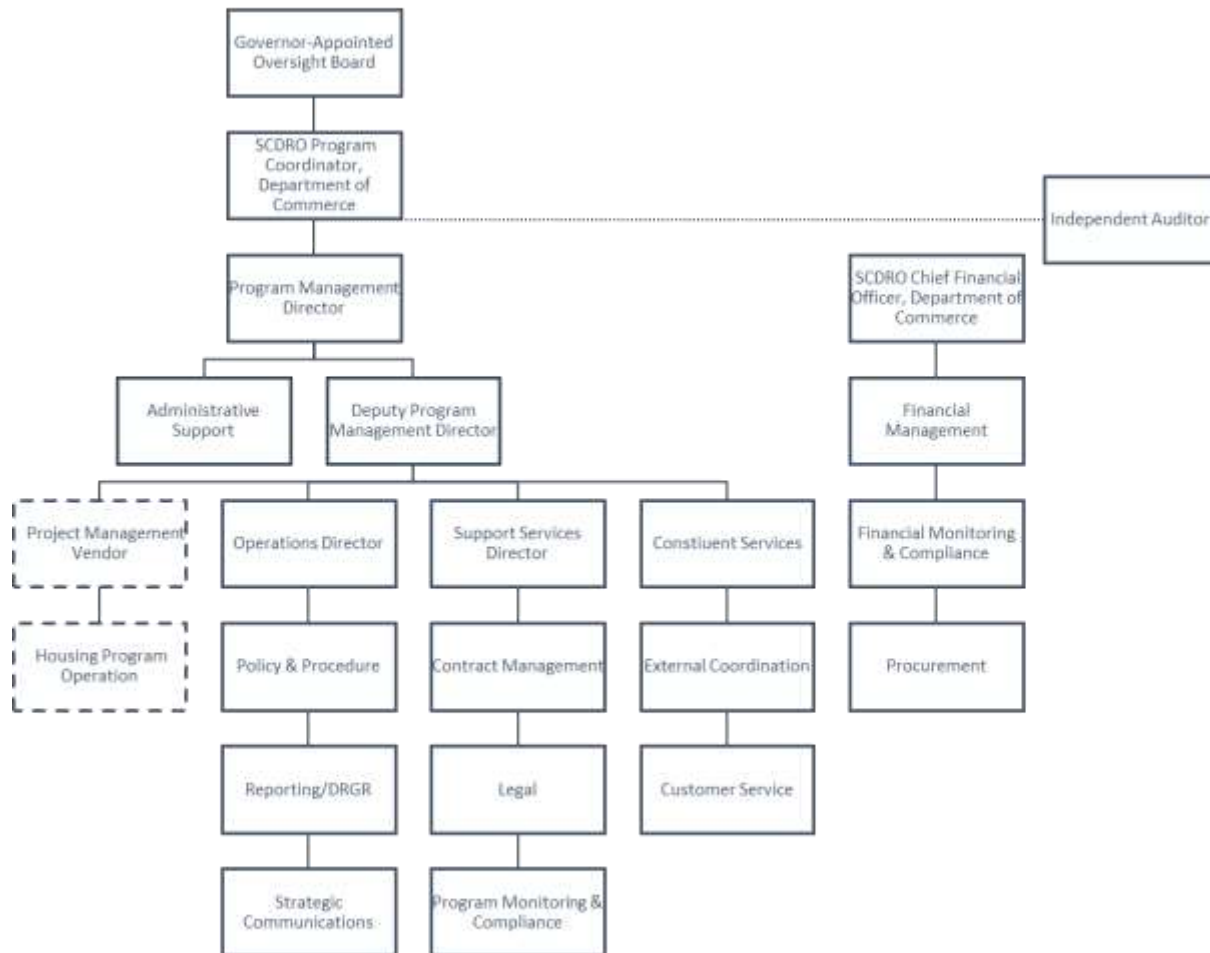 Governor-Appointed
Oversight Board
SCDRO Program
Coordinator,
Department of
Commerce
Independent Auditor
Program Management
Director
SCDRO Chief Financial
Officer, Department of
Commerce
Administrative
Support
Deputy Program
Management Director
Financial
Management
Project Management
Vendor
Operations Director
Support Services
Director
Constiuent Services
Financial Monitoring
& Compliance
Housing Program
Operation
Policy & Procedure
Contract Management
External Coordination
Procurement
Reporting/DRGR
Legal
Customer Service
Strategic
Communications
Program Monitoring &
Compliance